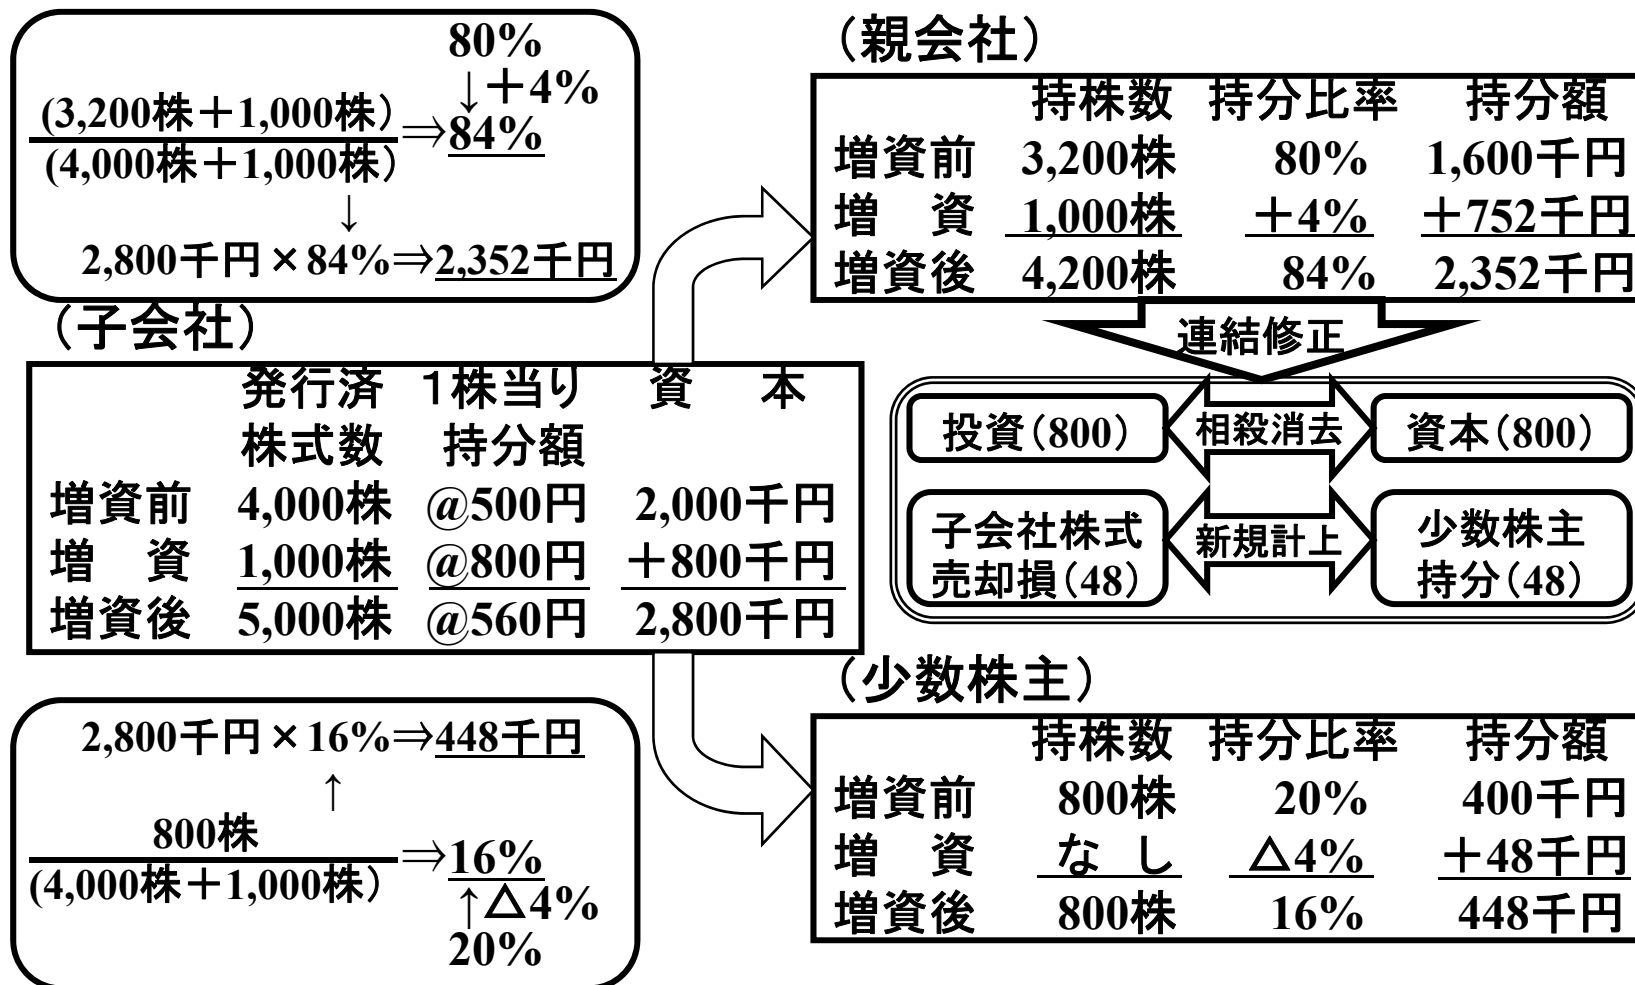 80%
↓＋4%
(3,200株＋1,000株)
(4,000株＋1,000株)
⇒84%
↓
2,800千円×84%⇒2,352千円
（親会社）
持株数 持分比率 持分額
増資前 3,200株 80% 1,600千円
増　資 1,000株 ＋4% ＋752千円
増資後 4,200株 84% 2,352千円
連結修正
投資（800） 相殺消去 資本（800）
子会社株式 新規計上 少数株主
売却損（48） 持分（48）
（子会社）
発行済 １株当り 資　本
株式数 持分額
増資前 4,000株 @500円 2,000千円
増　資 1,000株 @800円 ＋800千円
増資後 5,000株 @560円 2,800千円
2,800千円×16%⇒448千円
↑
800株
(4,000株＋1,000株)
⇒16%
↑△4%
20%
（少数株主）
持株数 持分比率 持分額
増資前 800株 20% 400千円
増　資 な し △4% ＋48千円
増資後 800株 16% 448千円